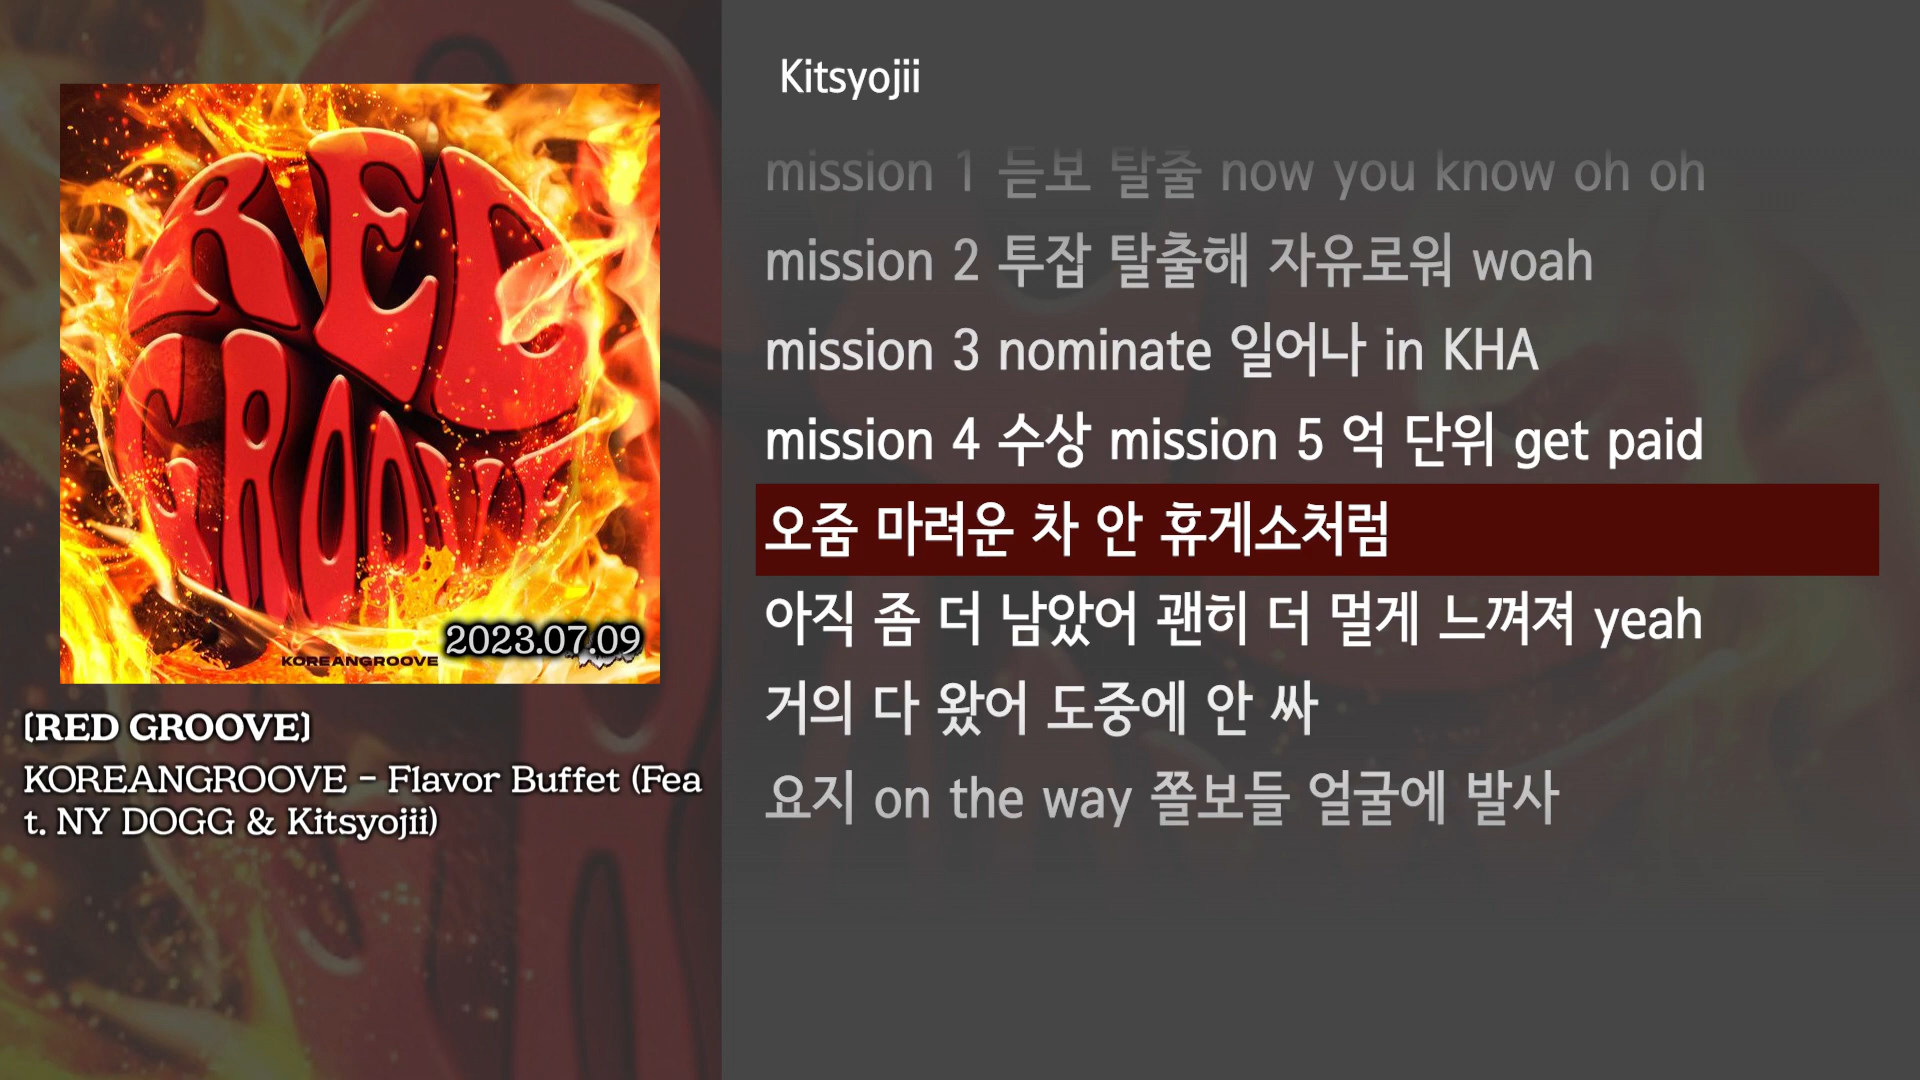 RED
GROOVE
KOREANGROOVE
2023.07.09
[RED GROOVE]
KOREANGROOVE - Flavor Buffet (Fea
t. NY DOGG & Kitsyojii)
Kitsyojii
mission 1 듣보 탈출 now you know oh oh
mission 2 투잡 탈출해 자유로워 woah
mission 3 nominate 일어나 in KHA
mission 4 수상 mission 5 억 단위 get paid
오줌 마려운 차 안 휴게소처럼
아직 좀 더 남았어 괜히 더 멀게 느껴져 yeah
거의 다 왔어 도중에 안 싸
요지 on the way 쫄보들 얼굴에 발사